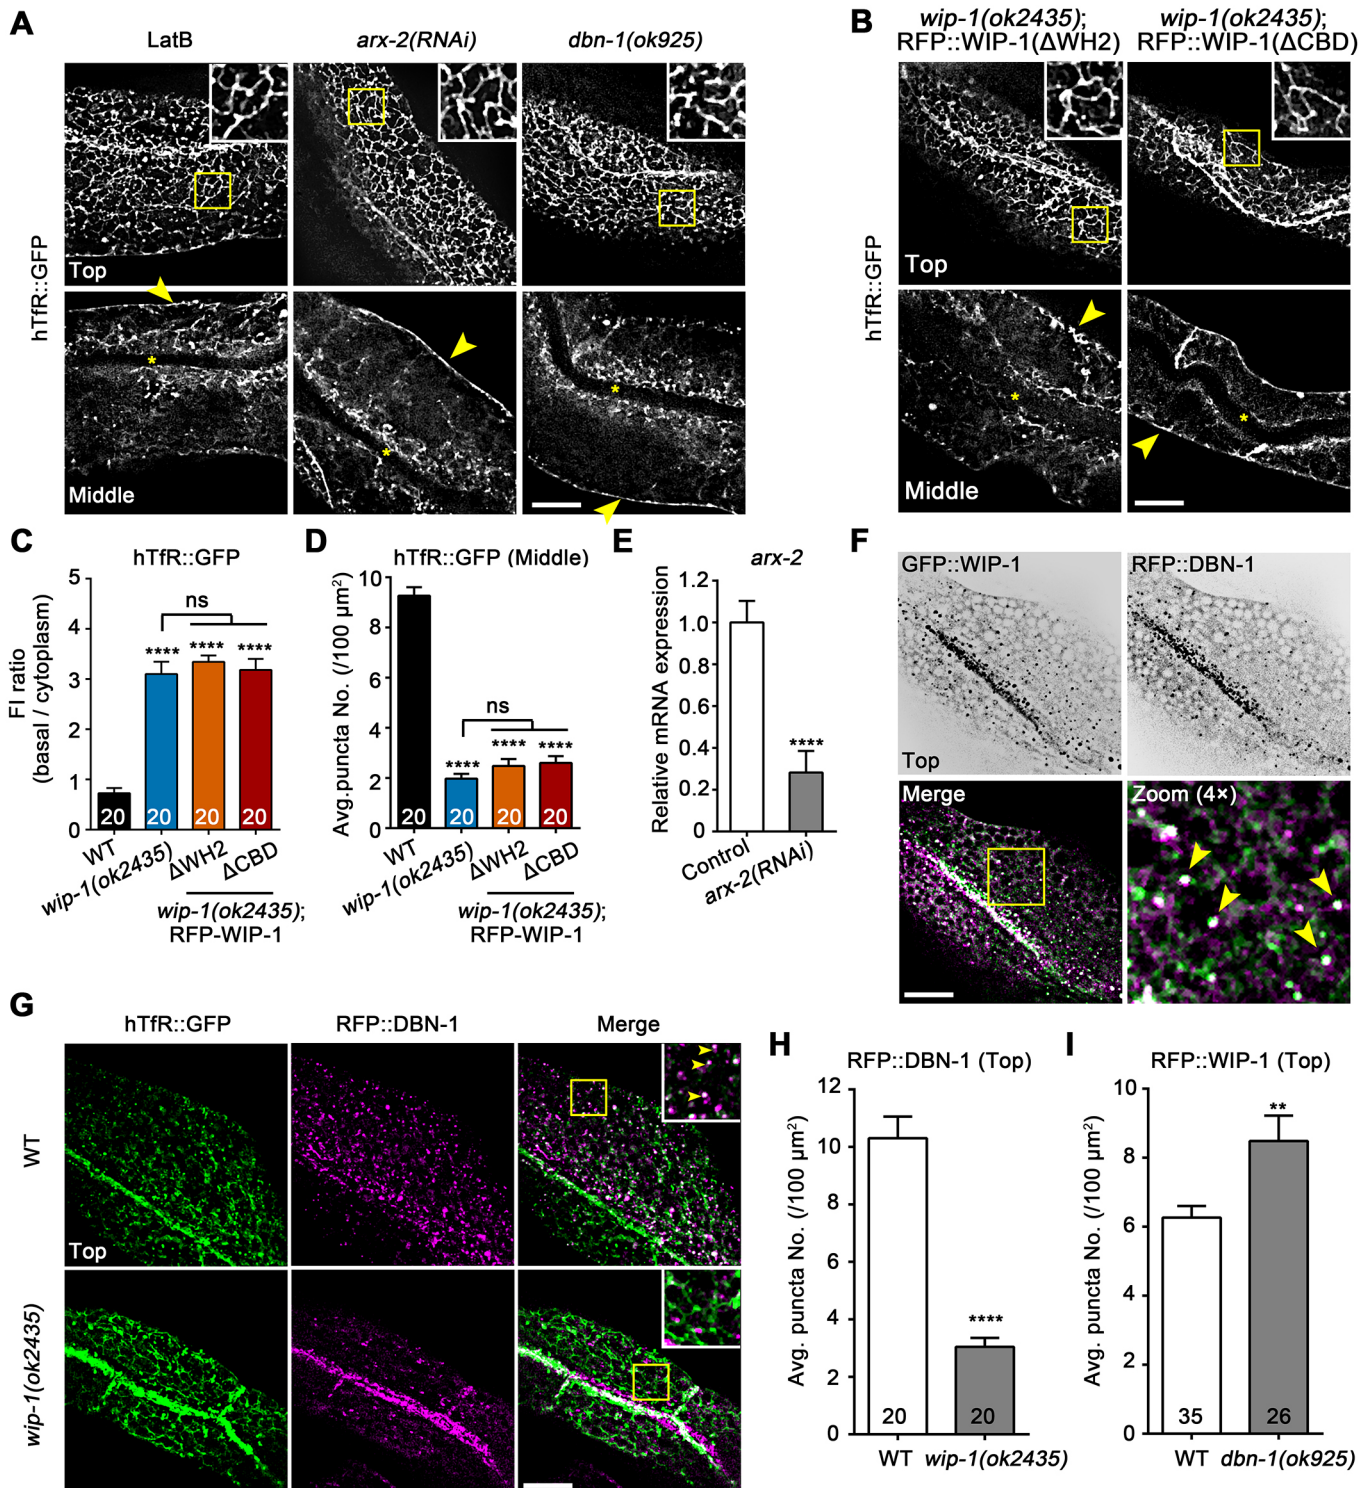 A
LatB
arx-2(RNAi)
dbn-1(ok925)
hTfR::GFP
Top
Middle
*
*
*
B
wip-1(ok2435);
RFP::WIP-1(ΔWH2)
wip-1(ok2435);
RFP::WIP-1(ΔCBD)
hTfR::GFP
Top
Middle
*
*
C
hTfR::GFP
FI ratio
(basal / cytoplasm)
5
4
3
2
1
0
ns
****
****
****
20
20
20
20
WT
wip-1(ok2435)
ΔWH2
ΔCBD
wip-1(ok2435);
RFP-WIP-1
D
hTfR::GFP (Middle)
Avg.puncta No. (/100 µm²)
10
8
6
4
2
0
ns
****
****
****
20
20
20
20
WT
wip-1(ok2435)
ΔWH2
ΔCBD
wip-1(ok2435);
RFP-WIP-1
E
arx-2
Relative mRNA expression
1.2
1.0
0.8
0.6
0.4
0.2
0
****
Control
arx-2(RNAi)
F
GFP::WIP-1
RFP::DBN-1
Top
Merge
Zoom (4×)
G
hTfR::GFP
RFP::DBN-1
Merge
WT
Top
wip-1(ok2435)
H
RFP::DBN-1 (Top)
Avg. puncta No. (/100 µm²)
12
10
8
6
4
2
0
****
20
20
WT
wip-1(ok2435)
I
RFP::WIP-1 (Top)
Avg. puncta No. (/100 µm²)
10
8
6
4
2
0
**
35
26
WT
dbn-1(ok925)